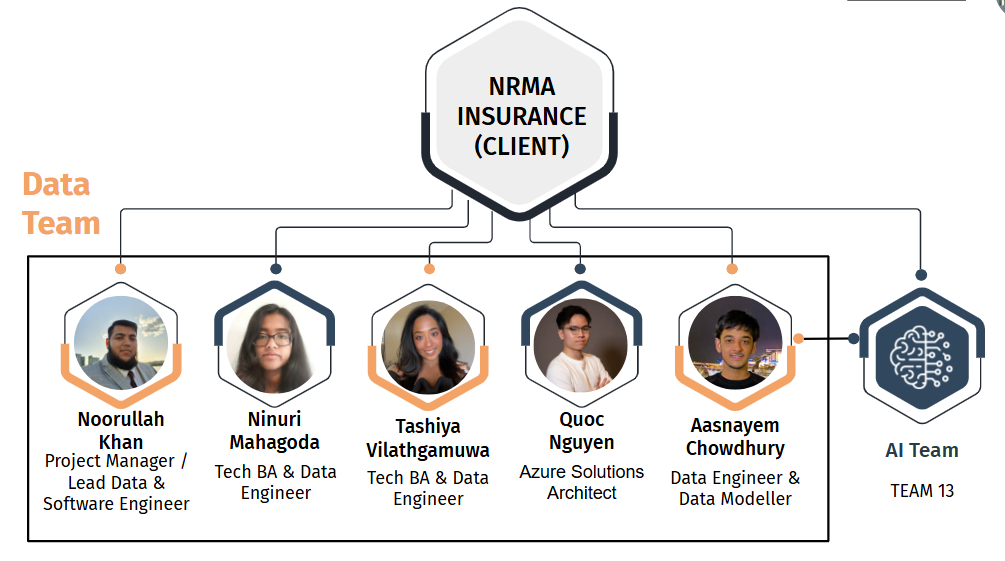 NRMA
INSURANCE
(CLIENT)
Data
Team
Noorullah
Khan
Project Manager /
Lead Data &
Software Engineer
Ninuri
Mahagoda
Tech BA & Data
Engineer
Tashiya
Vilathgamuwa
Tech BA & Data
Engineer
Quoc
Nguyen
Azure Solutions
Architect
Aasnayem
Chowdhury
Data Engineer &
Data Modeller
AI Team
TEAM 13